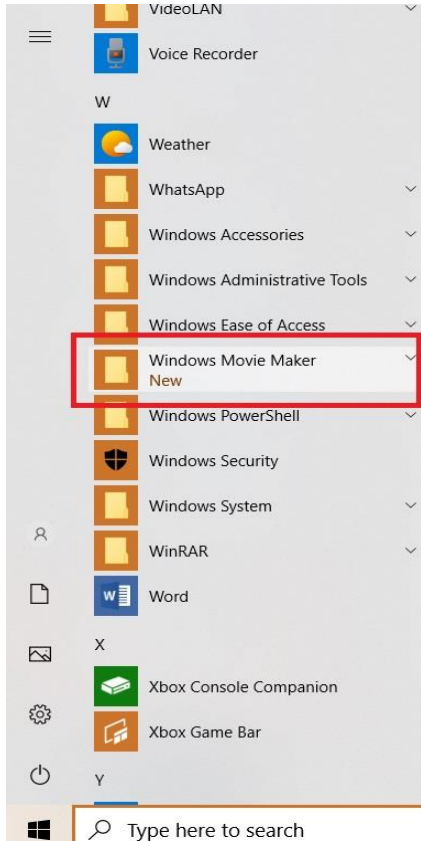 VideoLAN
Voice Recorder
W
Weather
WhatsApp
Windows Accessories
Windows Administrative Tools
Windows Ease of Access
Windows Movie Maker
New
Windows PowerShell
Windows Security
Windows System
WinRAR
Word
X
Xbox Console Companion
Xbox Game Bar
Y
Type here to search